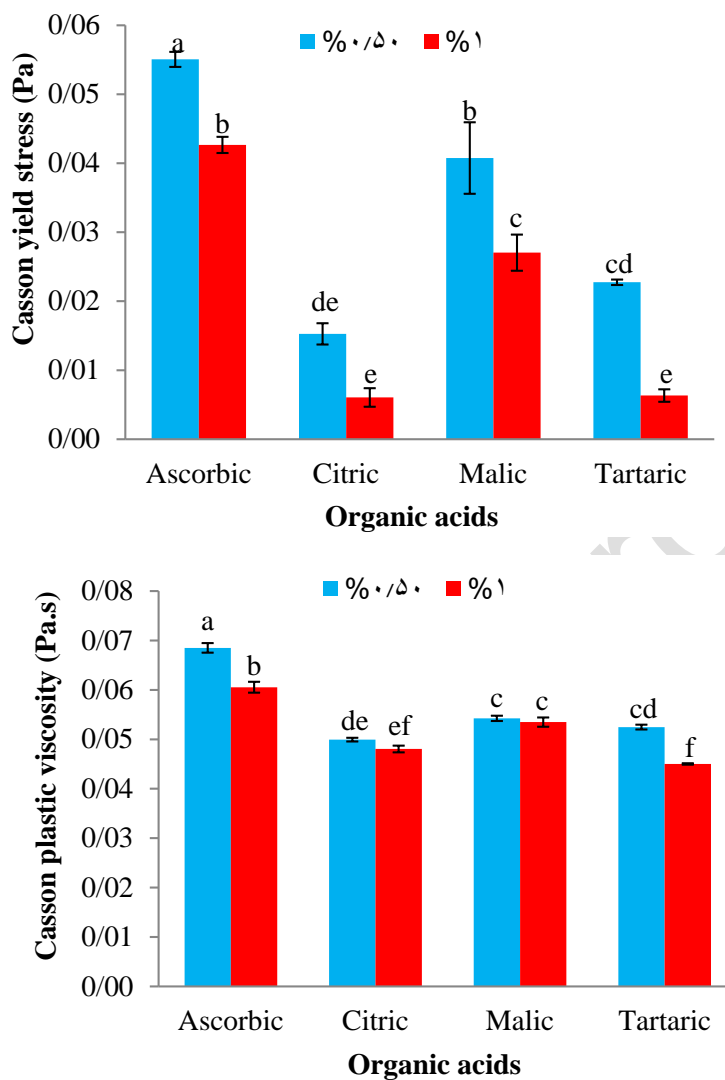 Casson yield stress (Pa)
%۰٫۵۰ %۱
0/06
0/05
0/04
0/03
0/02
0/01
0/00
a
b
de
e
b
c
cd
e
Ascorbic Citric Malic Tartaric
Organic acids
Casson plastic viscosity (Pa.s)
%۰٫۵۰ %۱
0/08
0/07
0/06
0/05
0/04
0/03
0/02
0/01
0/00
a
b
de
ef
c
c
cd
f
Ascorbic Citric Malic Tartaric
Organic acids